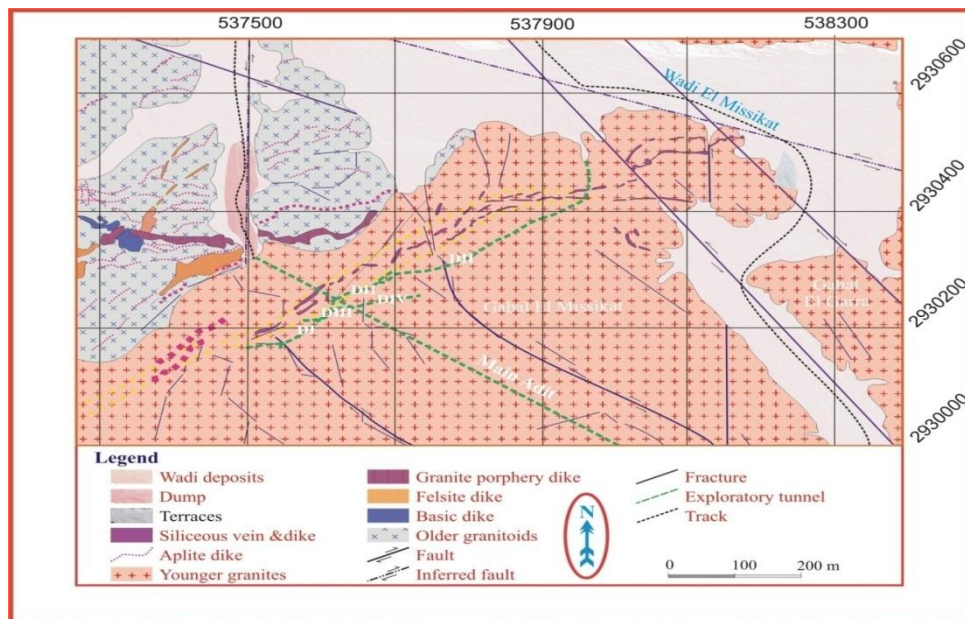 537500 537900 538300
2930600
2930400
2930200
2930000
Wadi El Missikat
DII
DII
DIV
DIII
DI
Gabal El Missikat
Gabal
El Garra
Main Adit
Legend
Wadi deposits
Dump
Terraces
Siliceous vein &dike
Aplite dike
Younger granites
Granite porphery dike
Felsite dike
Basic dike
Older granitoids
Fault
Inferred fault
Fracture
Exploratory tunnel
Track
N
0 100 200 m